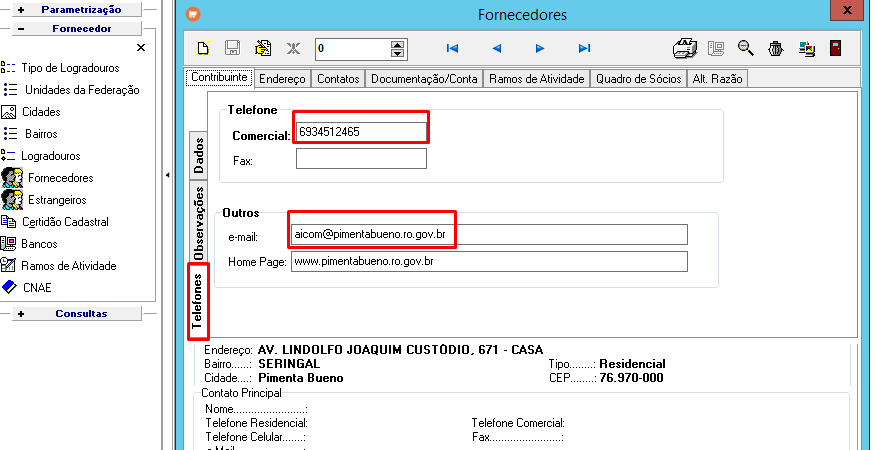 + Parametrização
− Fornecedor
Tipo de Logradouros
Unidades da Federação
Cidades
Bairros
Logradouros
Fornecedores
Estrangeiros
Certidão Cadastral
Bancos
Ramos de Atividade
CNAE
+ Consultas
Fornecedores
0
Contribuinte Endereço Contatos Documentação/Conta Ramos de Atividade Quadro de Sócios Alt. Razão
Dados
Observações
Telefones
Telefone
Comercial: 6934512465
Fax:
Outros
e-mail: aicom@pimentabueno.ro.gov.br
Home Page: www.pimentabueno.ro.gov.br
Endereço: AV. LINDOLFO JOAQUIM CUSTÓDIO, 671 - CASA
Bairro.....: SERINGAL Tipo........: Residencial
Cidade....: Pimenta Bueno CEP........: 76.970-000
Contato Principal
Nome........................:
Telefone Residencial: Telefone Comercial:
Telefone Celular.......: Fax........................:
e-Mail